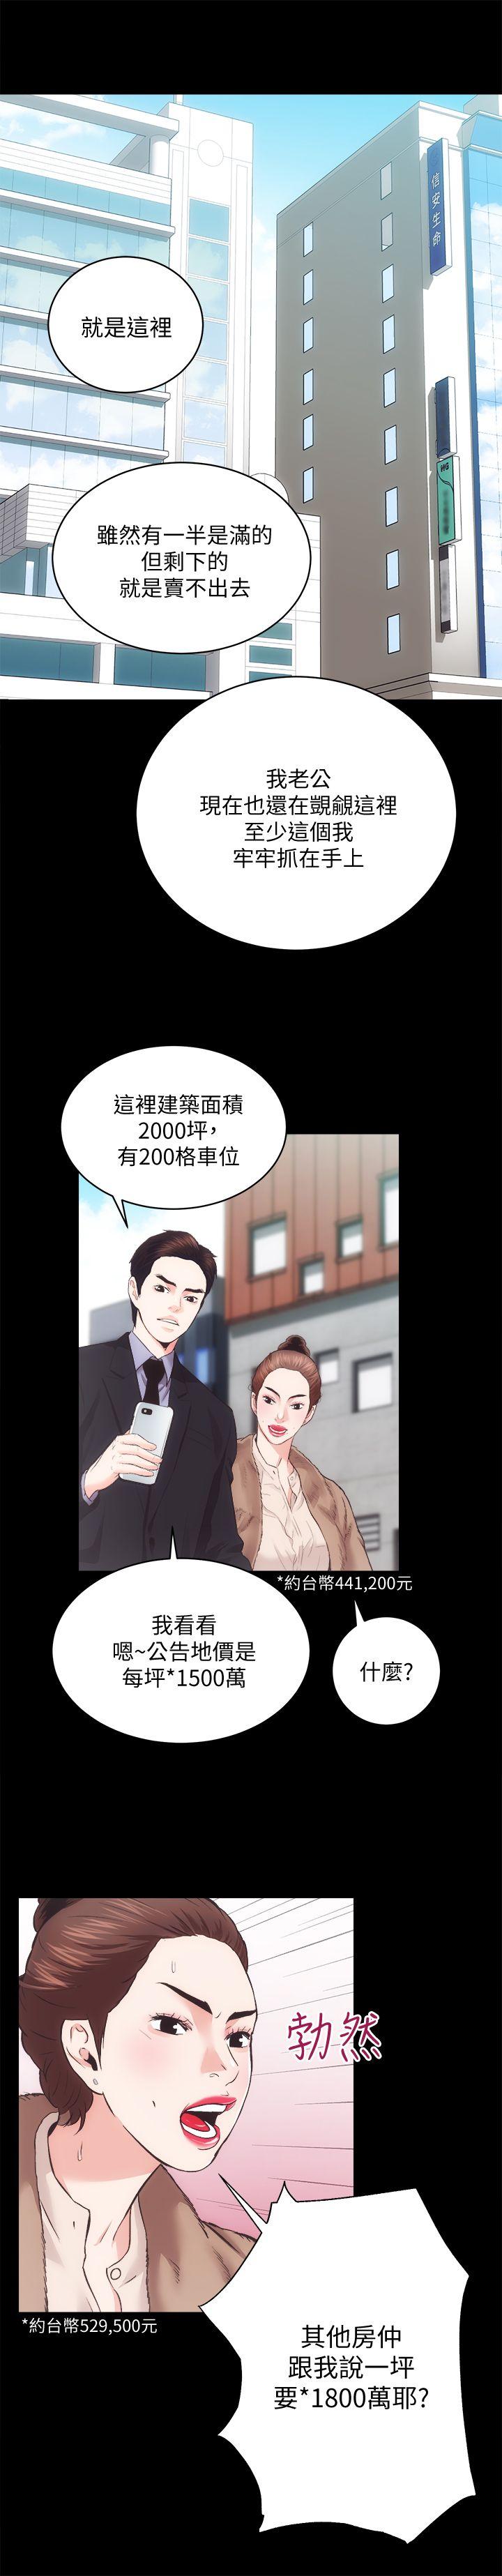 信安生命
就是這裡
HG
雖然有一半是滿的
但剩下的
就是賣不出去
我老公
現在也還在覬覦這裡
至少這個我
牢牢抓在手上
這裡建築面積
2000坪，
有200格車位
*約台幣441,200元
我看看
嗯~公告地價是
每坪*1500萬
什麼?
勃然
*約台幣529,500元
其他房仲
跟我說一坪
要*1800萬耶?